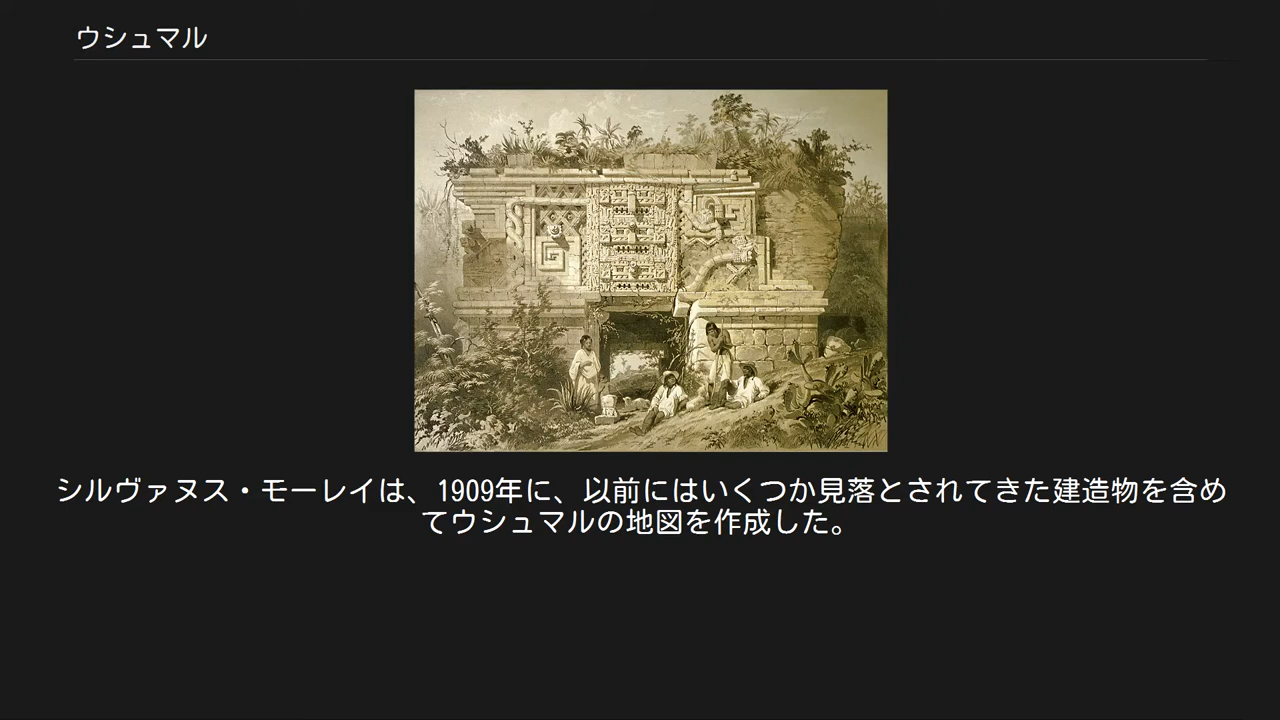 ウシュマル
シルヴァヌス・モーレイは、1909年に、以前にはいくつか見落とされてきた建造物を含め
てウシュマルの地図を作成した。